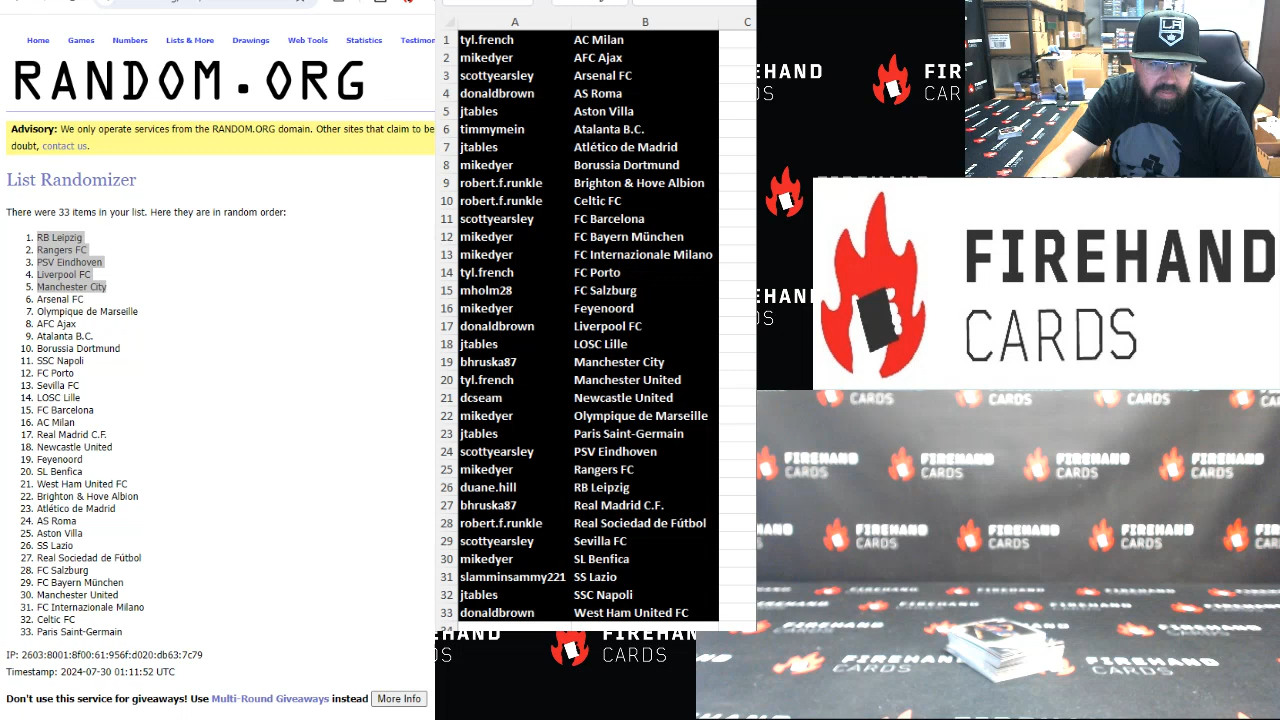 Home Games Numbers Lists & More Drawings Web Tools Statistics Testimor
RANDOM.ORG
Advisory: We only operate services from the RANDOM.ORG domain. Other sites that claim to be
doubt, contact us.
List Randomizer
There were 33 items in your list. Here they are in random order:
1. RB Leipzig
2. Rangers FC
3. PSV Eindhoven
4. Liverpool FC
5. Manchester City
6. Arsenal FC
7. Olympique de Marseille
8. AFC Ajax
9. Atalanta B.C.
10. Borussia Dortmund
11. SSC Napoli
12. FC Porto
13. Sevilla FC
14. LOSC Lille
15. FC Barcelona
16. AC Milan
17. Real Madrid C.F.
18. Newcastle United
19. Feyenoord
20. SL Benfica
21. West Ham United FC
22. Brighton & Hove Albion
23. Atlético de Madrid
24. AS Roma
25. Aston Villa
26. SS Lazio
27. Real Sociedad de Fútbol
28. FC Salzburg
29. FC Bayern München
30. Manchester United
31. FC Internazionale Milano
32. Celtic FC
33. Paris Saint-Germain
IP: 2603:8001:8f00:61:956f:d020:db63:7c79
Timestamp: 2024-07-30 01:11:52 UTC
Don't use this service for giveaways! Use Multi-Round Giveaways instead More Info
A B C
1 tyl.french AC Milan
2 mikedyer AFC Ajax
3 scottyearsley Arsenal FC
4 donaldbrown AS Roma
5 jtables Aston Villa
6 timmymein Atalanta B.C.
7 jtables Atlético de Madrid
8 mikedyer Borussia Dortmund
9 robert.f.runkle Brighton & Hove Albion
10 robert.f.runkle Celtic FC
11 scottyearsley FC Barcelona
12 mikedyer FC Bayern München
13 mikedyer FC Internazionale Milano
14 tyl.french FC Porto
15 mholm28 FC Salzburg
16 mikedyer Feyenoord
17 donaldbrown Liverpool FC
18 jtables LOSC Lille
19 bhruska87 Manchester City
20 tyl.french Manchester United
21 dcseam Newcastle United
22 mikedyer Olympique de Marseille
23 jtables Paris Saint-Germain
24 scottyearsley PSV Eindhoven
25 mikedyer Rangers FC
26 duane.hill RB Leipzig
27 bhruska87 Real Madrid C.F.
28 robert.f.runkle Real Sociedad de Fútbol
29 scottyearsley Sevilla FC
30 mikedyer SL Benfica
31 slamminsammy221 SS Lazio
32 jtables SSC Napoli
33 donaldbrown West Ham United FC
EHAND FIR
DS CAR
FIREHAND
CARDS
FIREHAND
CARDS
FIREHAN
CARDS